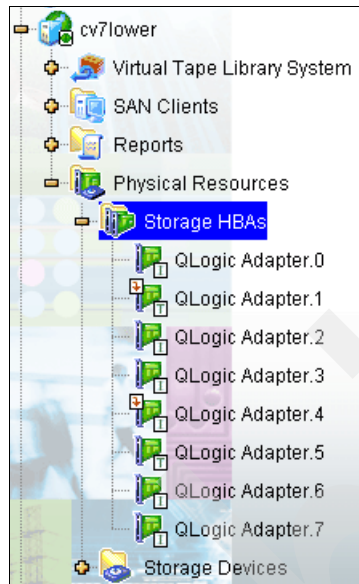 cv7lower
Virtual Tape Library System
SAN Clients
Reports
Physical Resources
Storage HBAs
QLogic Adapter.0
T
QLogic Adapter.1
T
QLogic Adapter.2
T
QLogic Adapter.3
T
QLogic Adapter.4
T
QLogic Adapter.5
T
QLogic Adapter.6
T
QLogic Adapter.7
T
Storage Devices